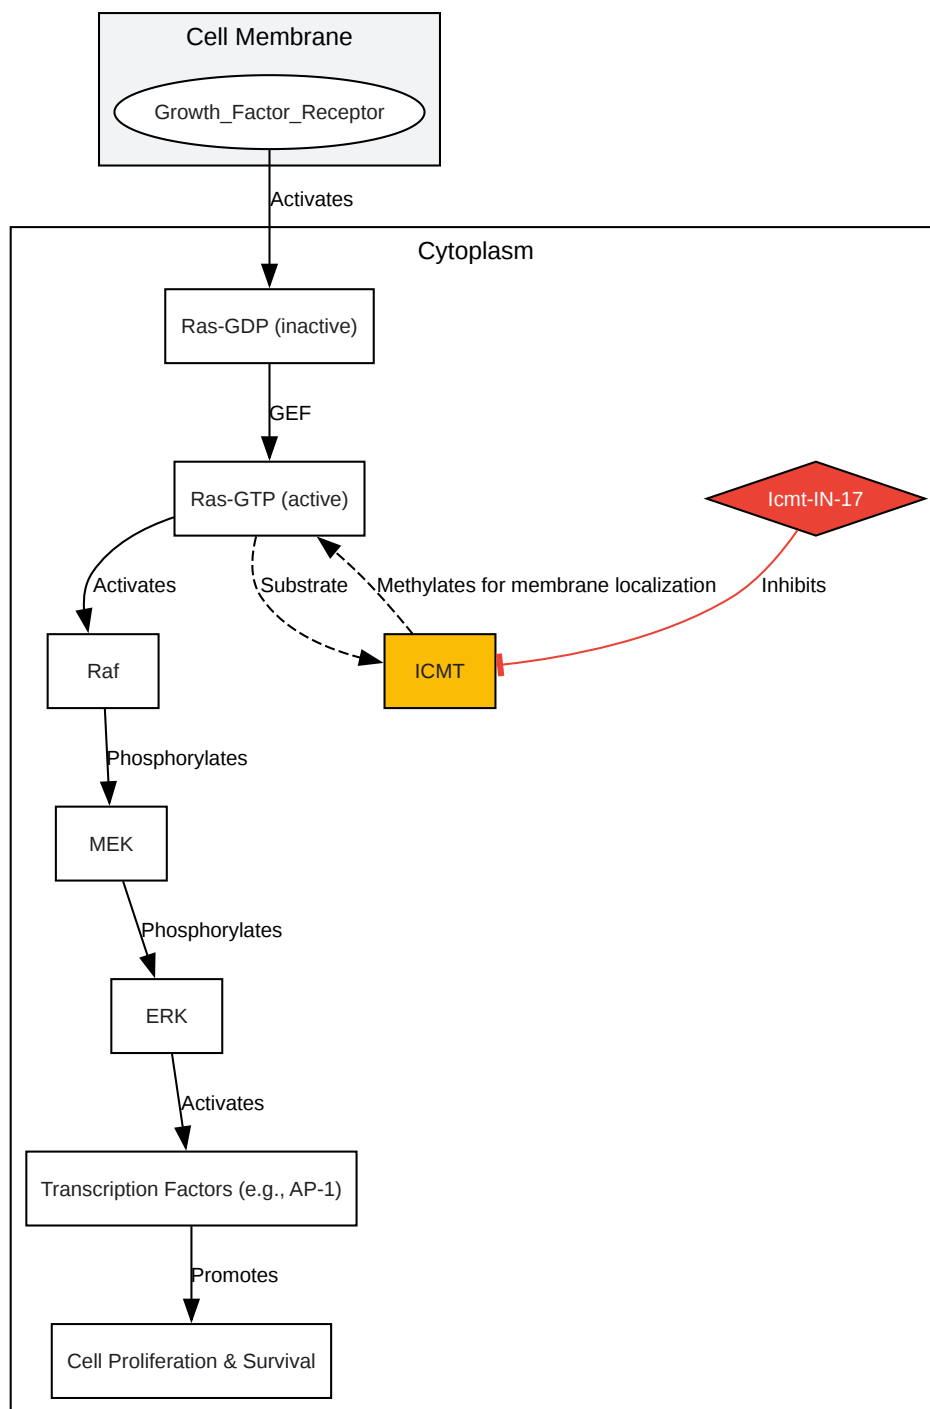 Cell Membrane
Growth_Factor_Receptor
Activates
Cytoplasm
Ras-GDP (inactive)
GEF
Ras-GTP (active)
Icmt-IN-17
Activates
Substrate
Methylates for membrane localization
Inhibits
Raf
ICMT
Phosphorylates
MEK
Phosphorylates
ERK
Activates
Transcription Factors (e.g., AP-1)
Promotes
Cell Proliferation & Survival